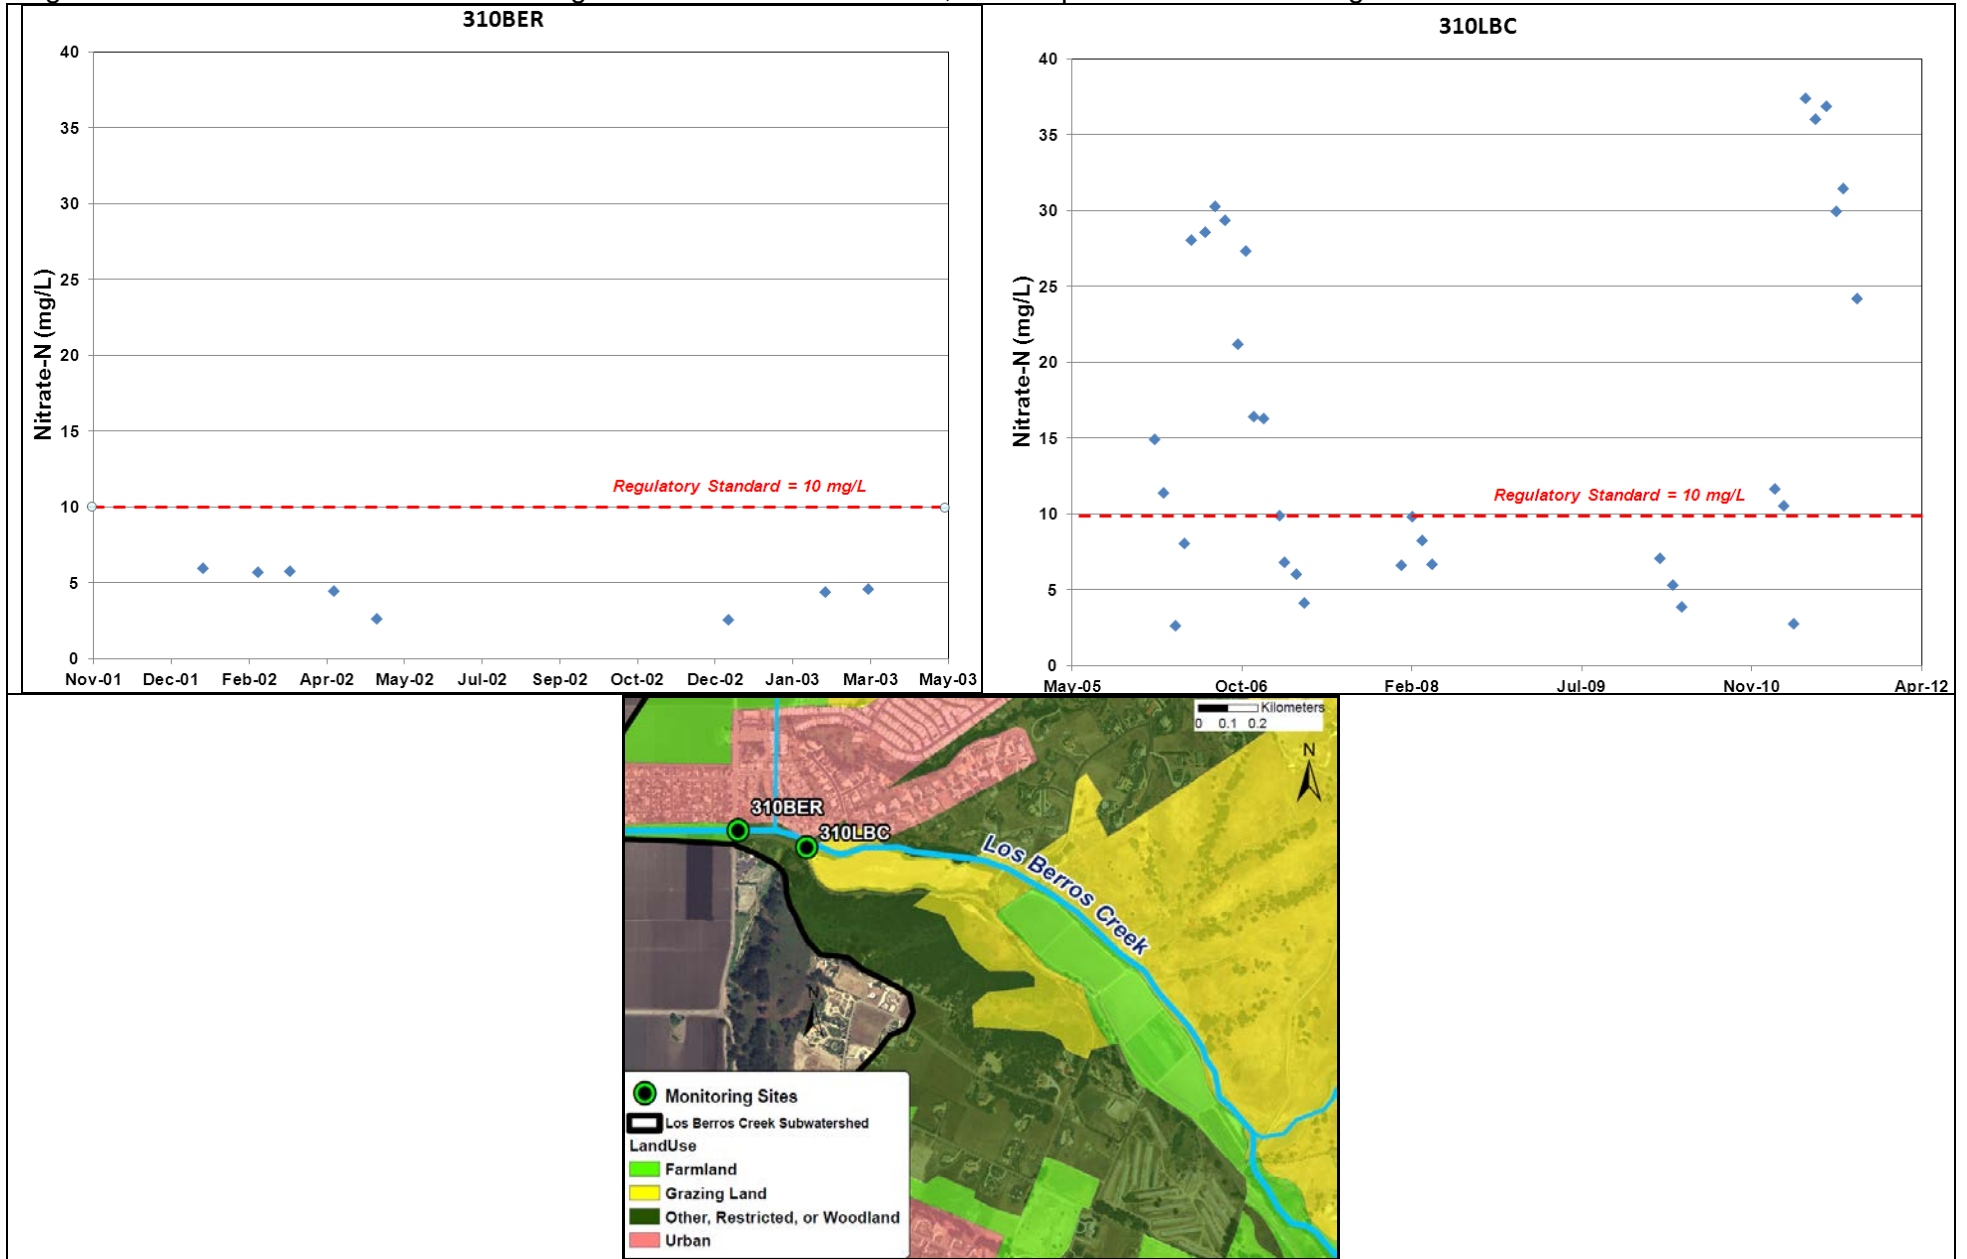 310BER
40
35
30
25
20
15
10
5
0
Nitrate-N (mg/L)
Regulatory Standard = 10 mg/L
Nov-01 Dec-01 Feb-02 Apr-02 May-02 Jul-02 Sep-02 Oct-02 Dec-02 Jan-03 Mar-03 May-03
310LBC
40
35
30
25
20
15
10
5
0
Nitrate-N (mg/L)
Regulatory Standard = 10 mg/L
May-05 Oct-06 Feb-08 Jul-09 Nov-10 Apr-12
Kilometers
0 0.1 0.2
N
310BER
310LBC
Los Berros Creek
N
Monitoring Sites
Los Berros Creek Subwatershed
LandUse
Farmland
Grazing Land
Other, Restricted, or Woodland
Urban